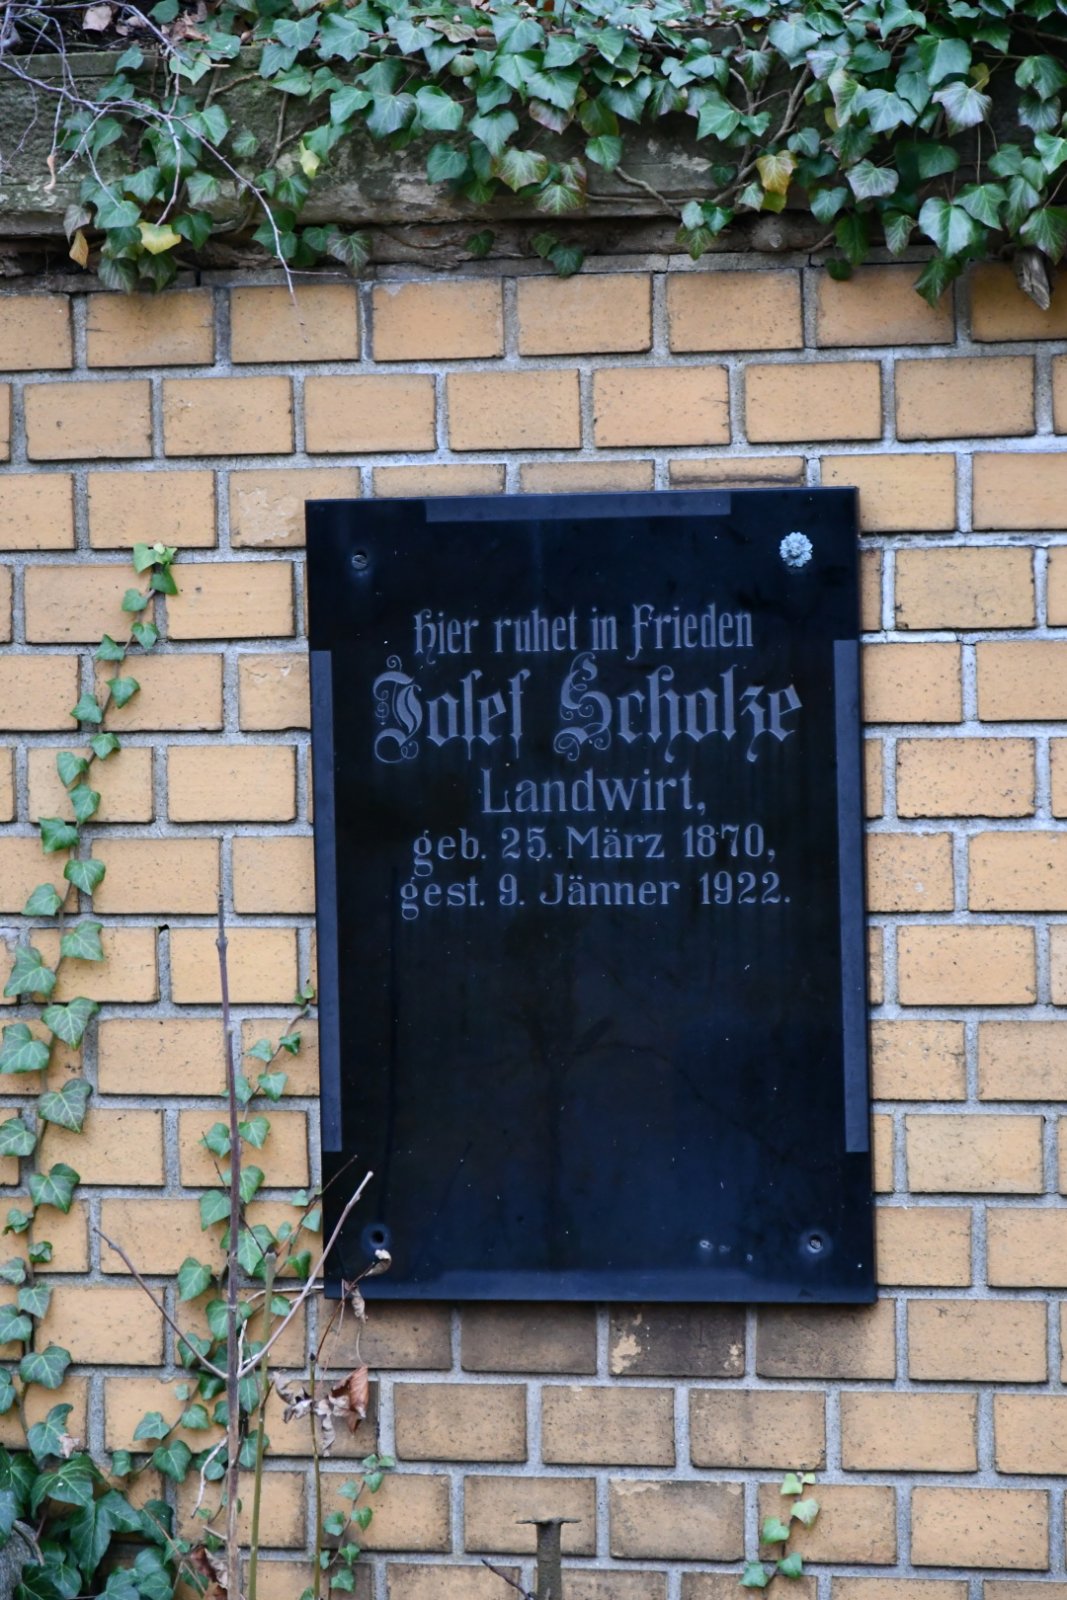 Hier ruhet in Frieden
Josef Scholze
Landwirt,
geb. 25. März 1870,
gest. 9. Jänner 1922.